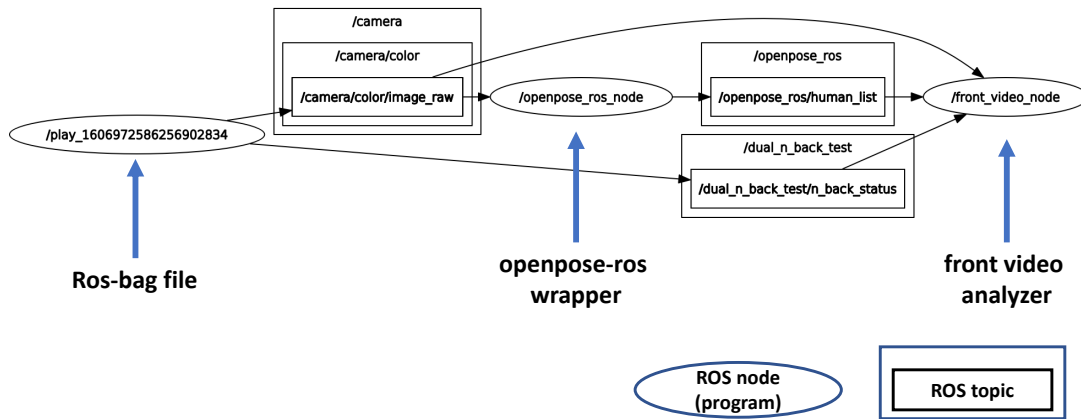 /camera
/camera/color
/camera/color/image_raw
/openpose_ros_node
/openpose_ros
/openpose_ros/human_list
/front_video_node
/play_1606972586256902834
/dual_n_back_test
/dual_n_back_test/n_back_status
Ros-bag file
openpose-ros
wrapper
front video
analyzer
ROS node
(program)
ROS topic